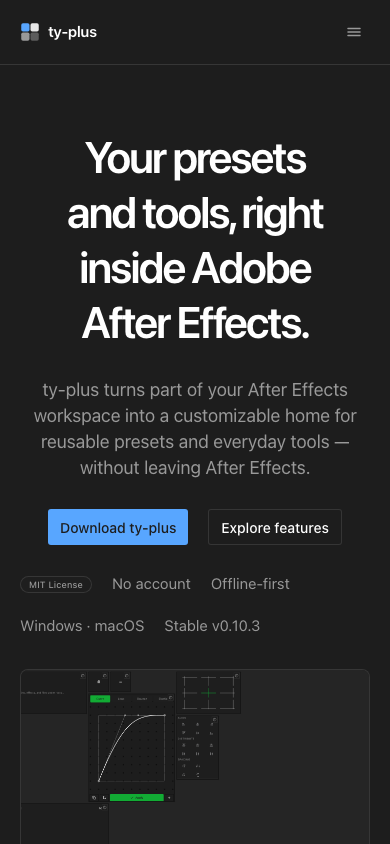 ty-plus
Your presets
and tools, right
inside Adobe
After Effects.
ty-plus turns part of your After Effects
workspace into a customizable home for
reusable presets and everyday tools —
without leaving After Effects.
Download ty-plus
Explore features
MIT License
No account
Offline-first
Windows · macOS
Stable v0.10.3